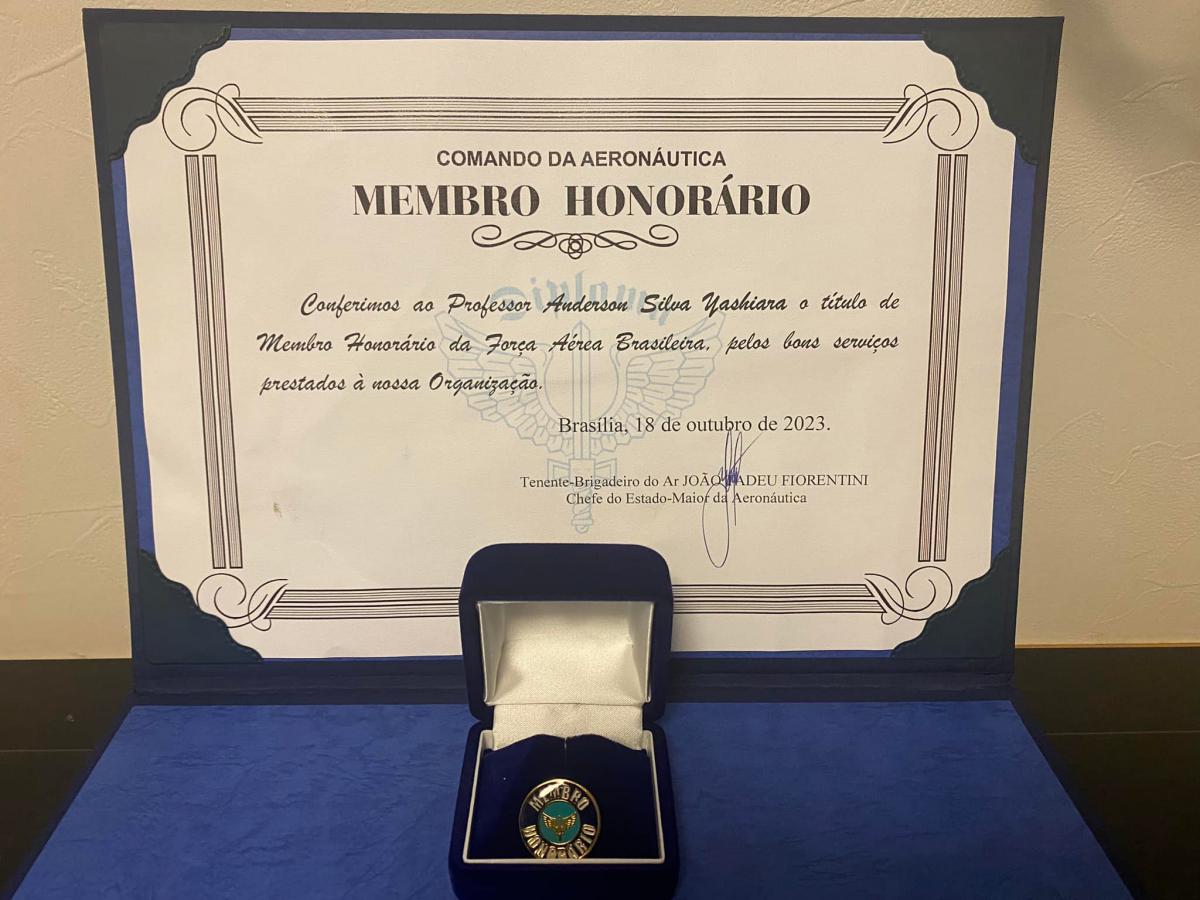 COMANDO DA AERONÁUTICA
MEMBRO HONORÁRIO
Diploma
Conferimos ao Professor Anderson Silva Yashiara o título de
Membro Honorário da Força Aérea Brasileira, pelos bons serviços
prestados à nossa Organização.
Brasília, 18 de outubro de 2023.
Tenente-Brigadeiro do Ar JOÃO TADEU FIORENTINI
Chefe do Estado-Maior da Aeronáutica
MEMBRO
HONORÁRIO